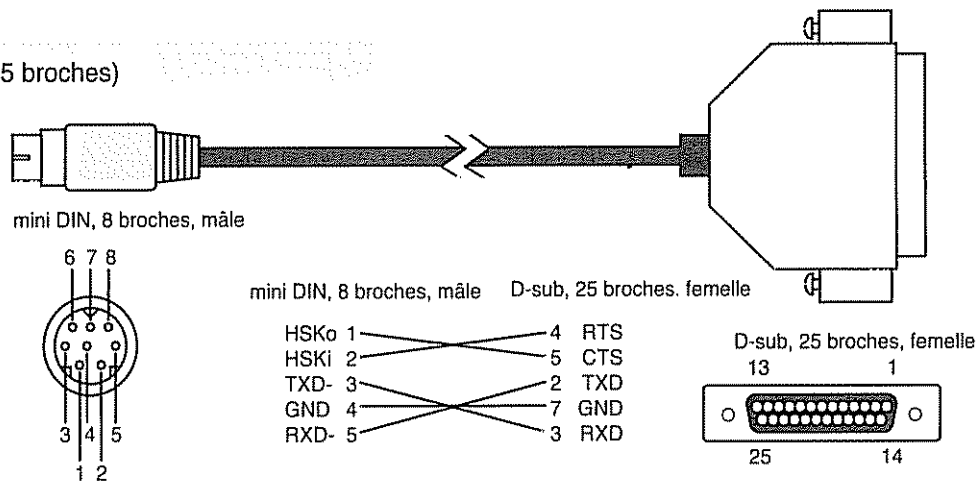 5 broches)
mini DIN, 8 broches, mâle
6 7 8
3 4 5
1 2
mini DIN, 8 broches, mâle D-sub, 25 broches. femelle
HSKo 1 4 RTS
HSKi 2 5 CTS
TXD- 3 2 TXD
GND 4 7 GND
RXD- 5 3 RXD
D-sub, 25 broches, femelle
13 1
25 14